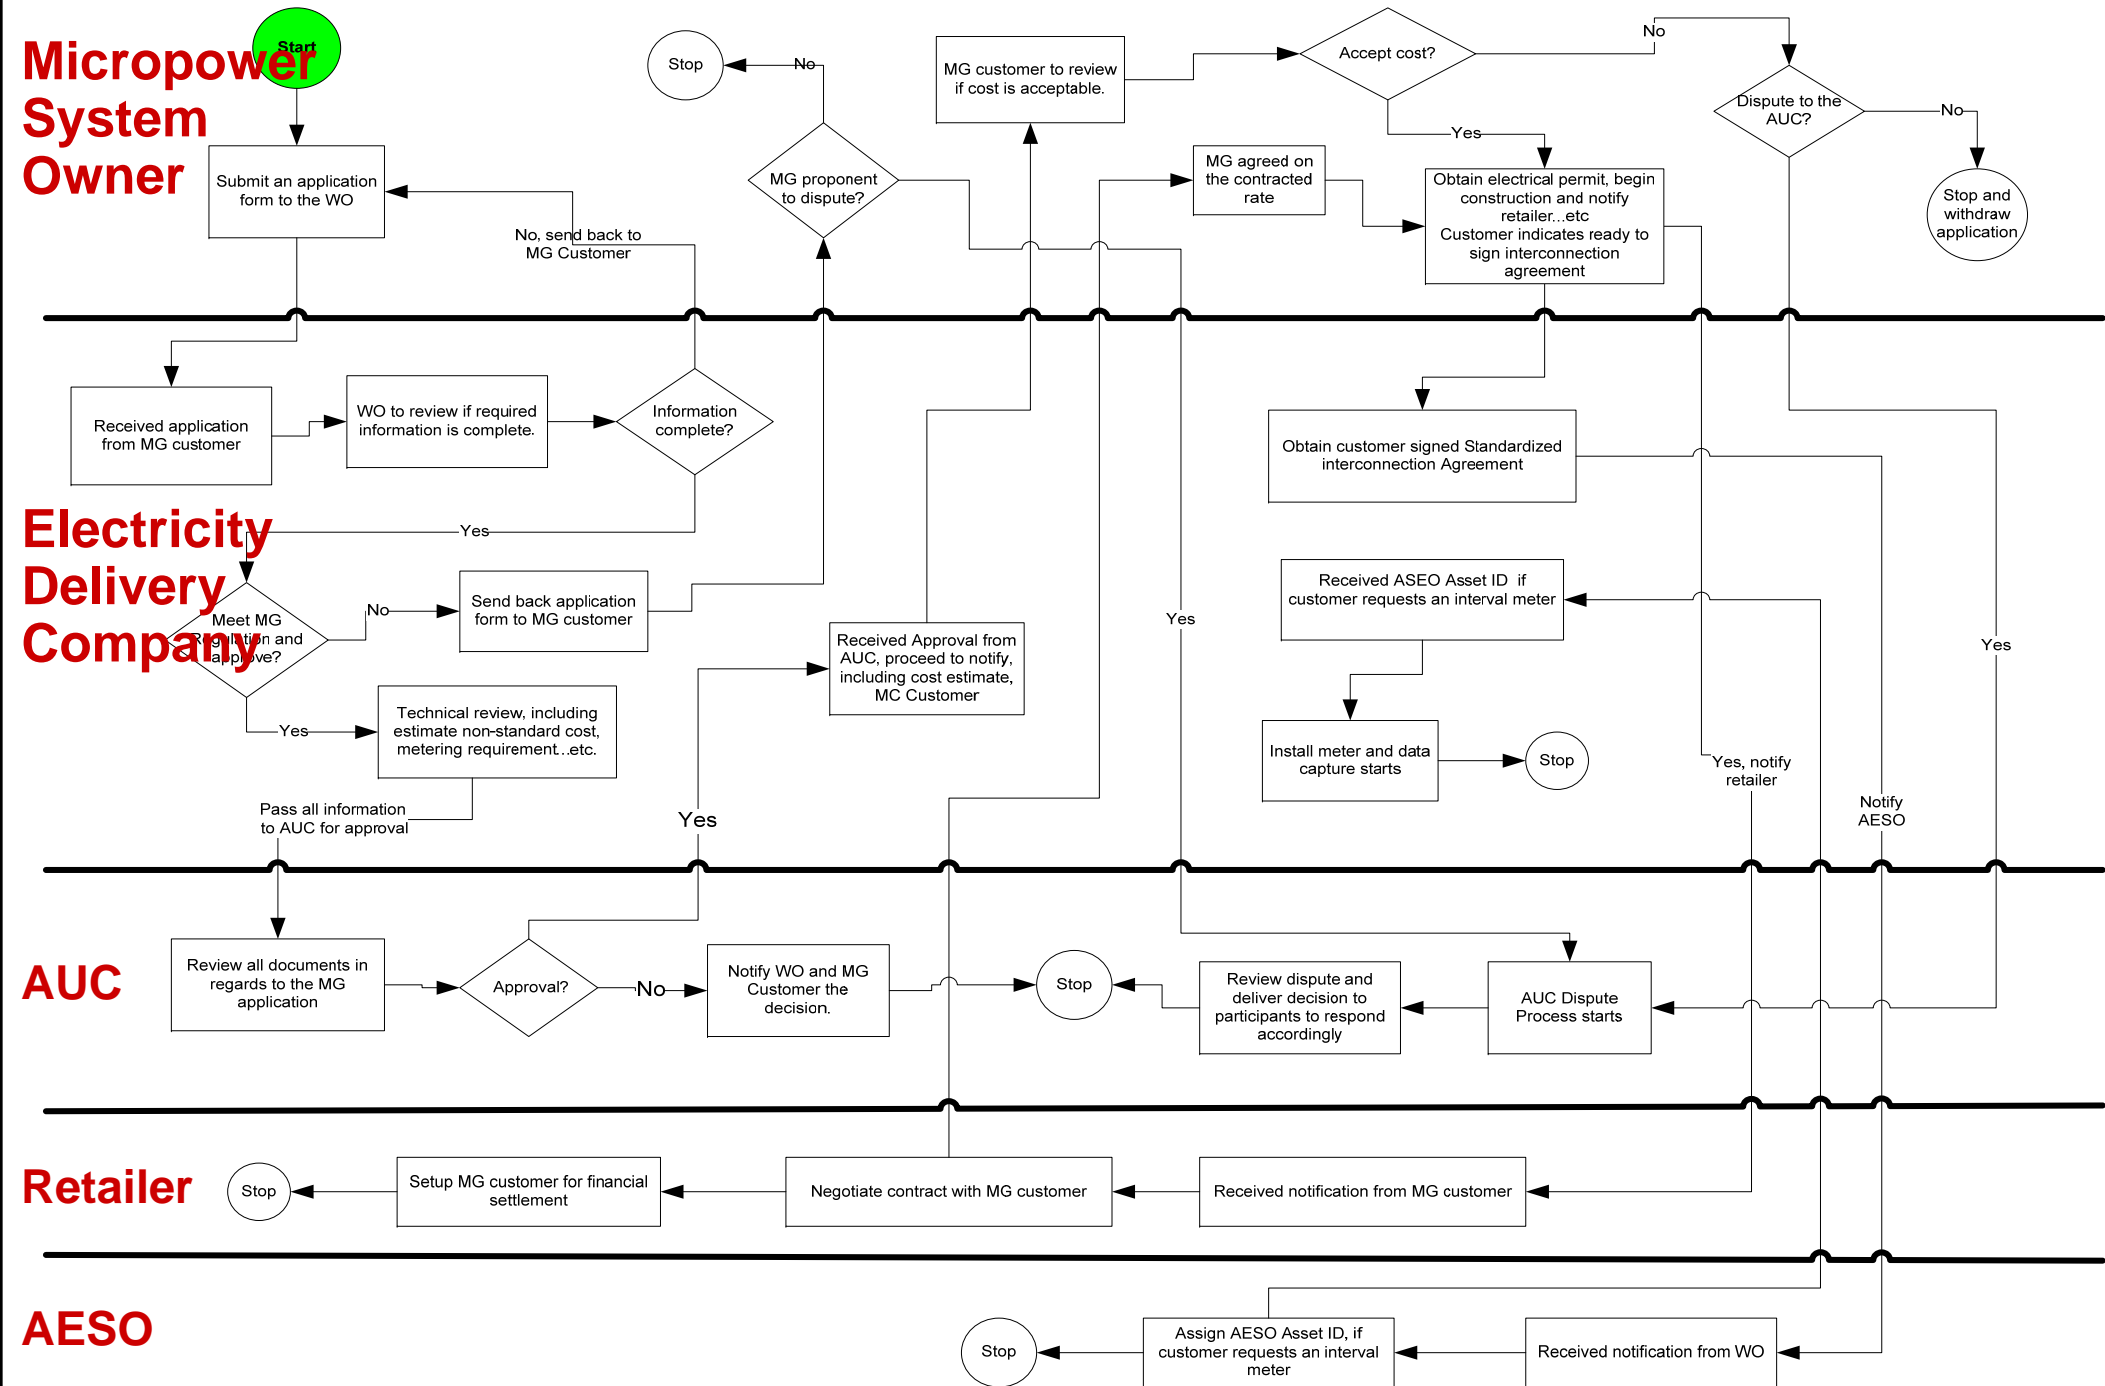 Micropower
System
Owner
Start
Submit an application
form to the WO
No, send back to
MG Customer
Stop
No
MG proponent
to dispute?
MG customer to review
if cost is acceptable.
Accept cost?
No
Yes
Dispute to the
AUC?
No
Stop and
withdraw
application
MG agreed on
the contracted
rate
Obtain electrical permit, begin
construction and notify
retailer...etc
Customer indicates ready to
sign interconnection
agreement
Electricity
Delivery
Company
Received application
from MG customer
WO to review if required
information is complete.
Information
complete?
Yes
Meet MG
Regulation and
approve?
No
Send back application
form to MG customer
Yes
Technical review, including
estimate non-standard cost,
metering requirement...etc.
Pass all information
to AUC for approval
Yes
Received Approval from
AUC, proceed to notify,
including cost estimate,
MC Customer
Yes
Obtain customer signed Standardized
interconnection Agreement
Received ASEO Asset ID  if
customer requests an interval meter
Install meter and data
capture starts
Stop
Yes, notify
retailer
Notify
AESO
Yes
AUC
Review all documents in
regards to the MG
application
Approval?
No
Notify WO and MG
Customer the
decision.
Stop
Review dispute and
deliver decision to
participants to respond
accordingly
AUC Dispute
Process starts
Retailer
Stop
Setup MG customer for financial
settlement
Negotiate contract with MG customer
Received notification from MG customer
AESO
Stop
Assign AESO Asset ID, if
customer requests an interval
meter
Received notification from WO